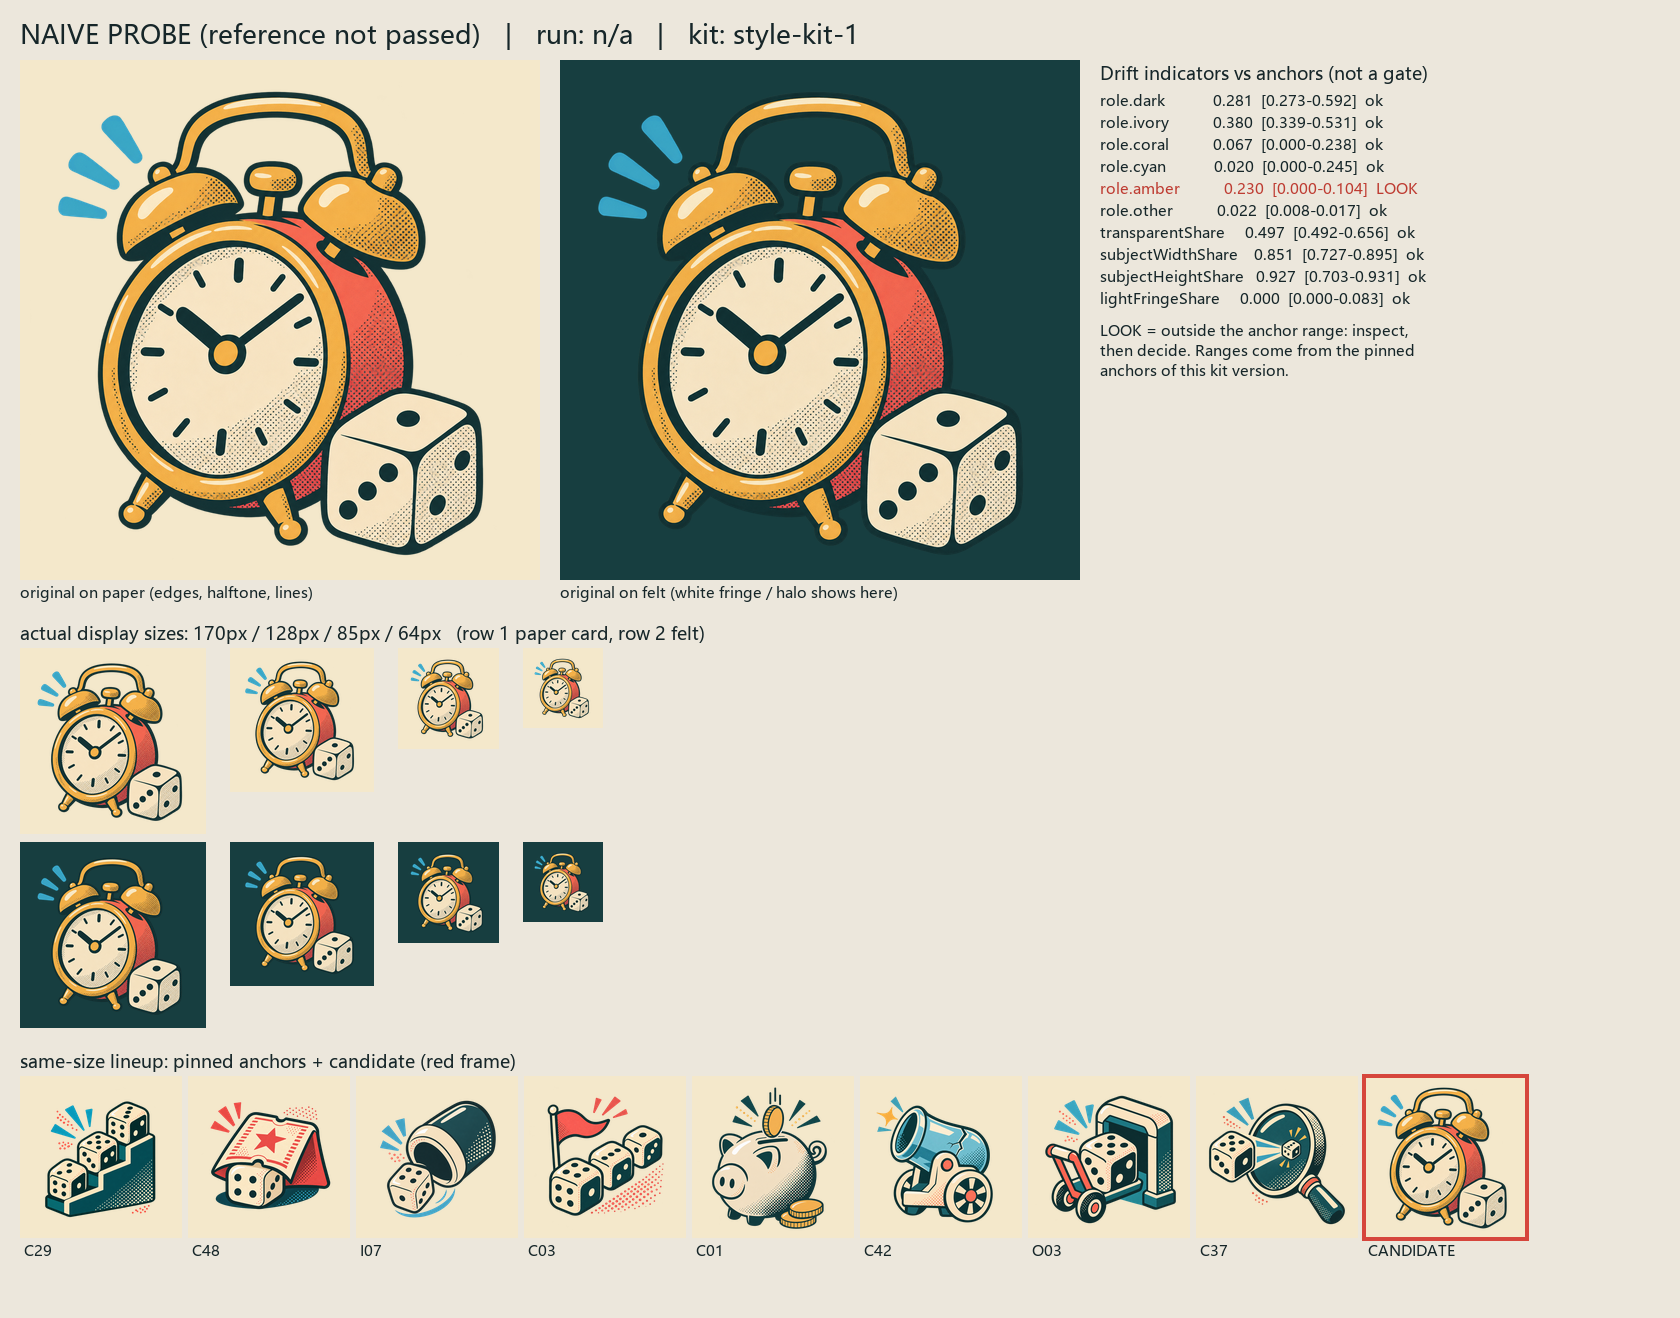 NAIVE PROBE (reference not passed) | run: n/a | kit: style-kit-1
Drift indicators vs anchors (not a gate)
role.dark 0.281 [0.273-0.592] ok
role.ivory 0.380 [0.339-0.531] ok
role.coral 0.067 [0.000-0.238] ok
role.cyan 0.020 [0.000-0.245] ok
role.amber 0.230 [0.000-0.104] LOOK
role.other 0.022 [0.008-0.017] ok
transparentShare 0.497 [0.492-0.656] ok
subjectWidthShare 0.851 [0.727-0.895] ok
subjectHeightShare 0.927 [0.703-0.931] ok
lightFringeShare 0.000 [0.000-0.083] ok
LOOK = outside the anchor range: inspect,
then decide. Ranges come from the pinned
anchors of this kit version.
original on paper (edges, halftone, lines)
original on felt (white fringe / halo shows here)
actual display sizes: 170px / 128px / 85px / 64px (row 1 paper card, row 2 felt)
same-size lineup: pinned anchors + candidate (red frame)
C29
C48
I07
C03
C01
C42
O03
C37
CANDIDATE